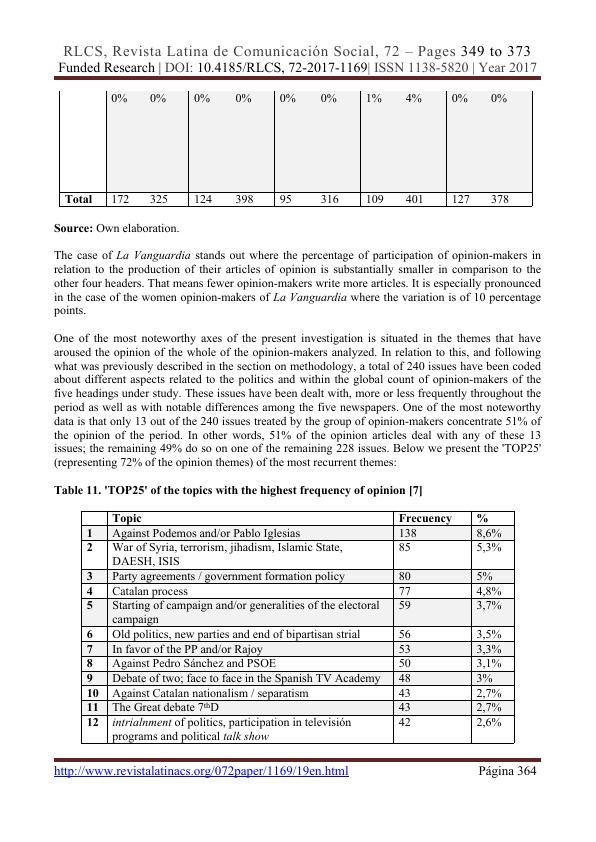 RLCS, Revista Latina de Comunicación Social, 72 – Pages 349 to 373
Funded Research | DOI: 10.4185/RLCS, 72-2017-1169| ISSN 1138-5820 | Year 2017
0% 0% 0% 0% 0% 0% 1% 4% 0% 0%
Total 172 325 124 398 95 316 109 401 127 378
Source: Own elaboration.
The case of La Vanguardia stands out where the percentage of participation of opinion-makers in
relation to the production of their articles of opinion is substantially smaller in comparison to the
other four headers. That means fewer opinion-makers write more articles. It is especially pronounced
in the case of the women opinion-makers of La Vanguardia where the variation is of 10 percentage
points.
One of the most noteworthy axes of the present investigation is situated in the themes that have
aroused the opinion of the whole of the opinion-makers analyzed. In relation to this, and following
what was previously described in the section on methodology, a total of 240 issues have been coded
about different aspects related to the politics and within the global count of opinion-makers of the
five headings under study. These issues have been dealt with, more or less frequently throughout the
period as well as with notable differences among the five newspapers. One of the most noteworthy
data is that only 13 out of the 240 issues treated by the group of opinion-makers concentrate 51% of
the opinion of the period. In other words, 51% of the opinion articles deal with any of these 13
issues; the remaining 49% do so on one of the remaining 228 issues. Below we present the 'TOP25'
(representing 72% of the opinion themes) of the most recurrent themes:
Table 11. 'TOP25' of the topics with the highest frequency of opinion [7]
Topic Frecuency %
1 Against Podemos and/or Pablo Iglesias 138 8,6%
2 War of Syria, terrorism, jihadism, Islamic State, 85 5,3%
DAESH, ISIS
3 Party agreements / government formation policy 80 5%
4 Catalan process 77 4,8%
5 Starting of campaign and/or generalities of the electoral 59 3,7%
campaign
6 Old politics, new parties and end of bipartisan strial 56 3,5%
7 In favor of the PP and/or Rajoy 53 3,3%
8 Against Pedro Sánchez and PSOE 50 3,1%
9 Debate of two; face to face in the Spanish TV Academy 48 3%
10 Against Catalan nationalism / separatism 43 2,7%
11 The Great debate 7thD 43 2,7%
12 intrialnment of politics, participation in televisión 42 2,6%
programs and political talk show
http://www.revistalatinacs.org/072paper/1169/19en.html Página 364